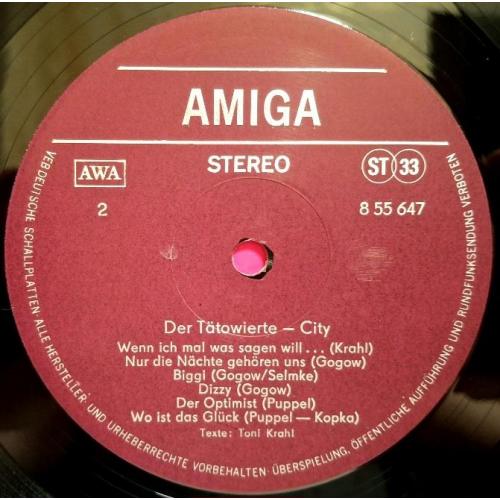 AMIGA
STEREO
AWA
ST 33
2
8 55 647
Der Tätowierte – City
Wenn ich mal was sagen will . . . (Krahl)
Nur die Nächte gehören uns (Gogow)
Biggi (Gogow/Selmke)
Dizzy (Gogow)
Der Optimist (Puppel)
Wo ist das Glück (Puppel – Kopka)
Texte: Toni Krahl
VEB DEUTSCHE SCHALLPLATTEN · ALLE HERSTELLER- UND URHEBERRECHTE VORBEHALTEN · ÜBERSPIELUNG, ÖFFENTLICHE AUFFÜHRUNG UND RUNDFUNKSENDUNG VERBOTEN